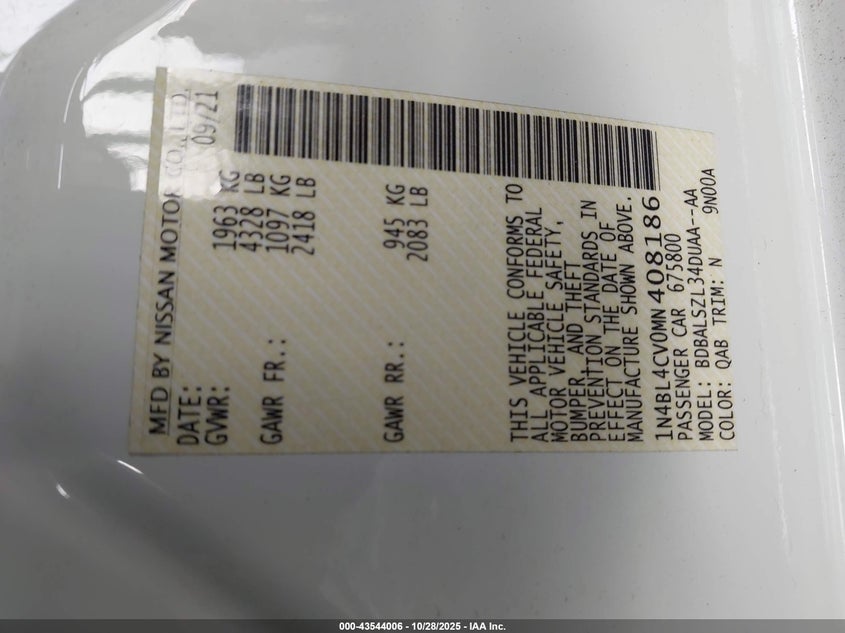 MFD BY NISSAN MOTOR CO., LTD.
DATE: 09/21
GVWR: 1963 KG
4328 LB
GAWR FR.: 1097 KG
2418 LB
GAWR RR.: 945 KG
2083 LB
THIS VEHICLE CONFORMS TO
ALL APPLICABLE FEDERAL
MOTOR VEHICLE SAFETY,
BUMPER, AND THEFT
PREVENTION STANDARDS IN
EFFECT ON THE DATE OF
MANUFACTURE SHOWN ABOVE.
1N4BL4CV0MN408186
PASSENGER CAR 675800
MODEL: BDBALSZL34DUAA--AA
COLOR: QAB TRIM: N 9N00A
000-43544006 - 10/28/2025 - IAA Inc.